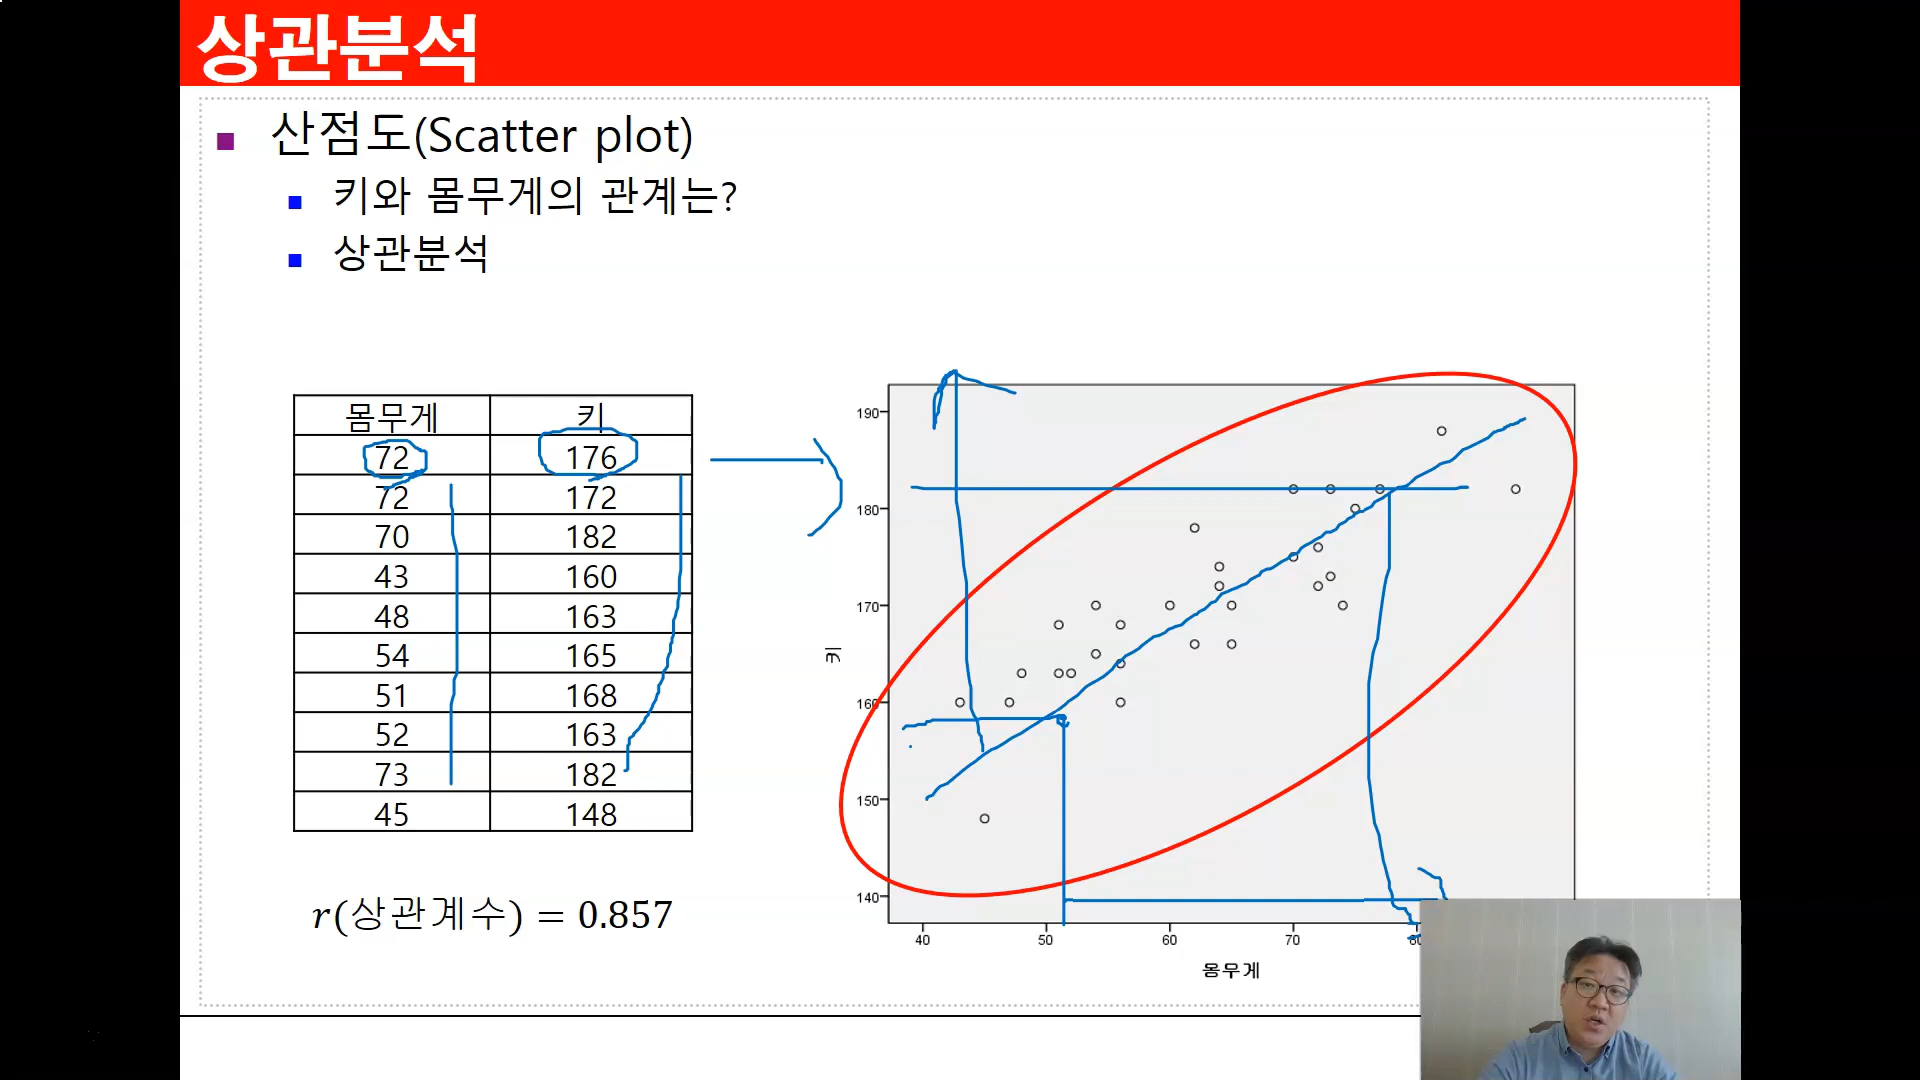 상관분석
산점도(Scatter plot)
키와 몸무게의 관계는?
상관분석
몸무게 키
72 176
72 172
70 182
43 160
48 163
54 165
51 168
52 163
73 182
45 148
r(상관계수) = 0.857
190
180
170
160
150
140
키
40 50 60 70 80
몸무게